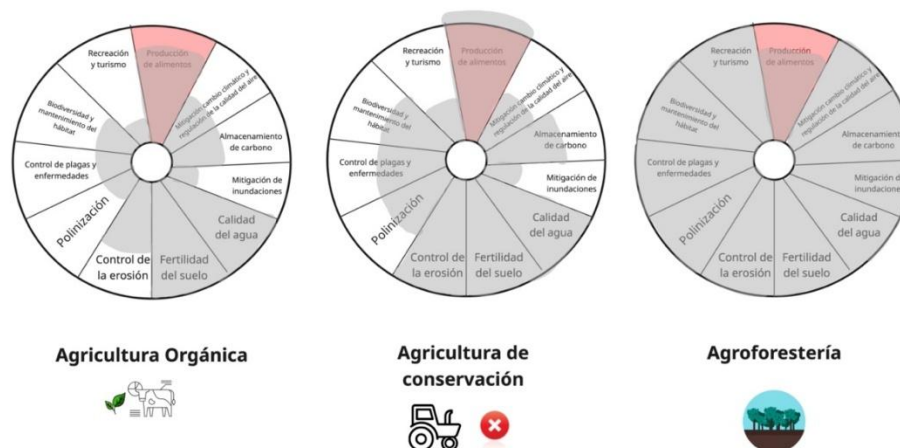 Recreación
y turismo
Producción
de alimentos
Mitigación cambio climático y
regulación de la calidad del aire
Almacenamiento
de carbono
Mitigación de
inundaciones
Calidad
del agua
Fertilidad
del suelo
Control de
la erosión
Polinización
Control de plagas y
enfermedades
Biodiversidad y
mantenimiento del
hábitat
Agricultura Orgánica
Recreación
y turismo
Producción
de alimentos
Mitigación cambio climático y
regulación de la calidad del aire
Almacenamiento
de carbono
Mitigación de
inundaciones
Calidad
del agua
Fertilidad
del suelo
Control de
la erosión
Polinización
Control de plagas y
enfermedades
Biodiversidad y
mantenimiento del
hábitat
Agricultura de
conservación
Recreación
y turismo
Producción
de alimentos
Mitigación cambio climático y
regulación de la calidad del aire
Almacenamiento
de carbono
Mitigación de
inundaciones
Calidad
del agua
Fertilidad
del suelo
Control de
la erosión
Polinización
Control de plagas y
enfermedades
Biodiversidad y
mantenimiento del
hábitat
Agroforestería